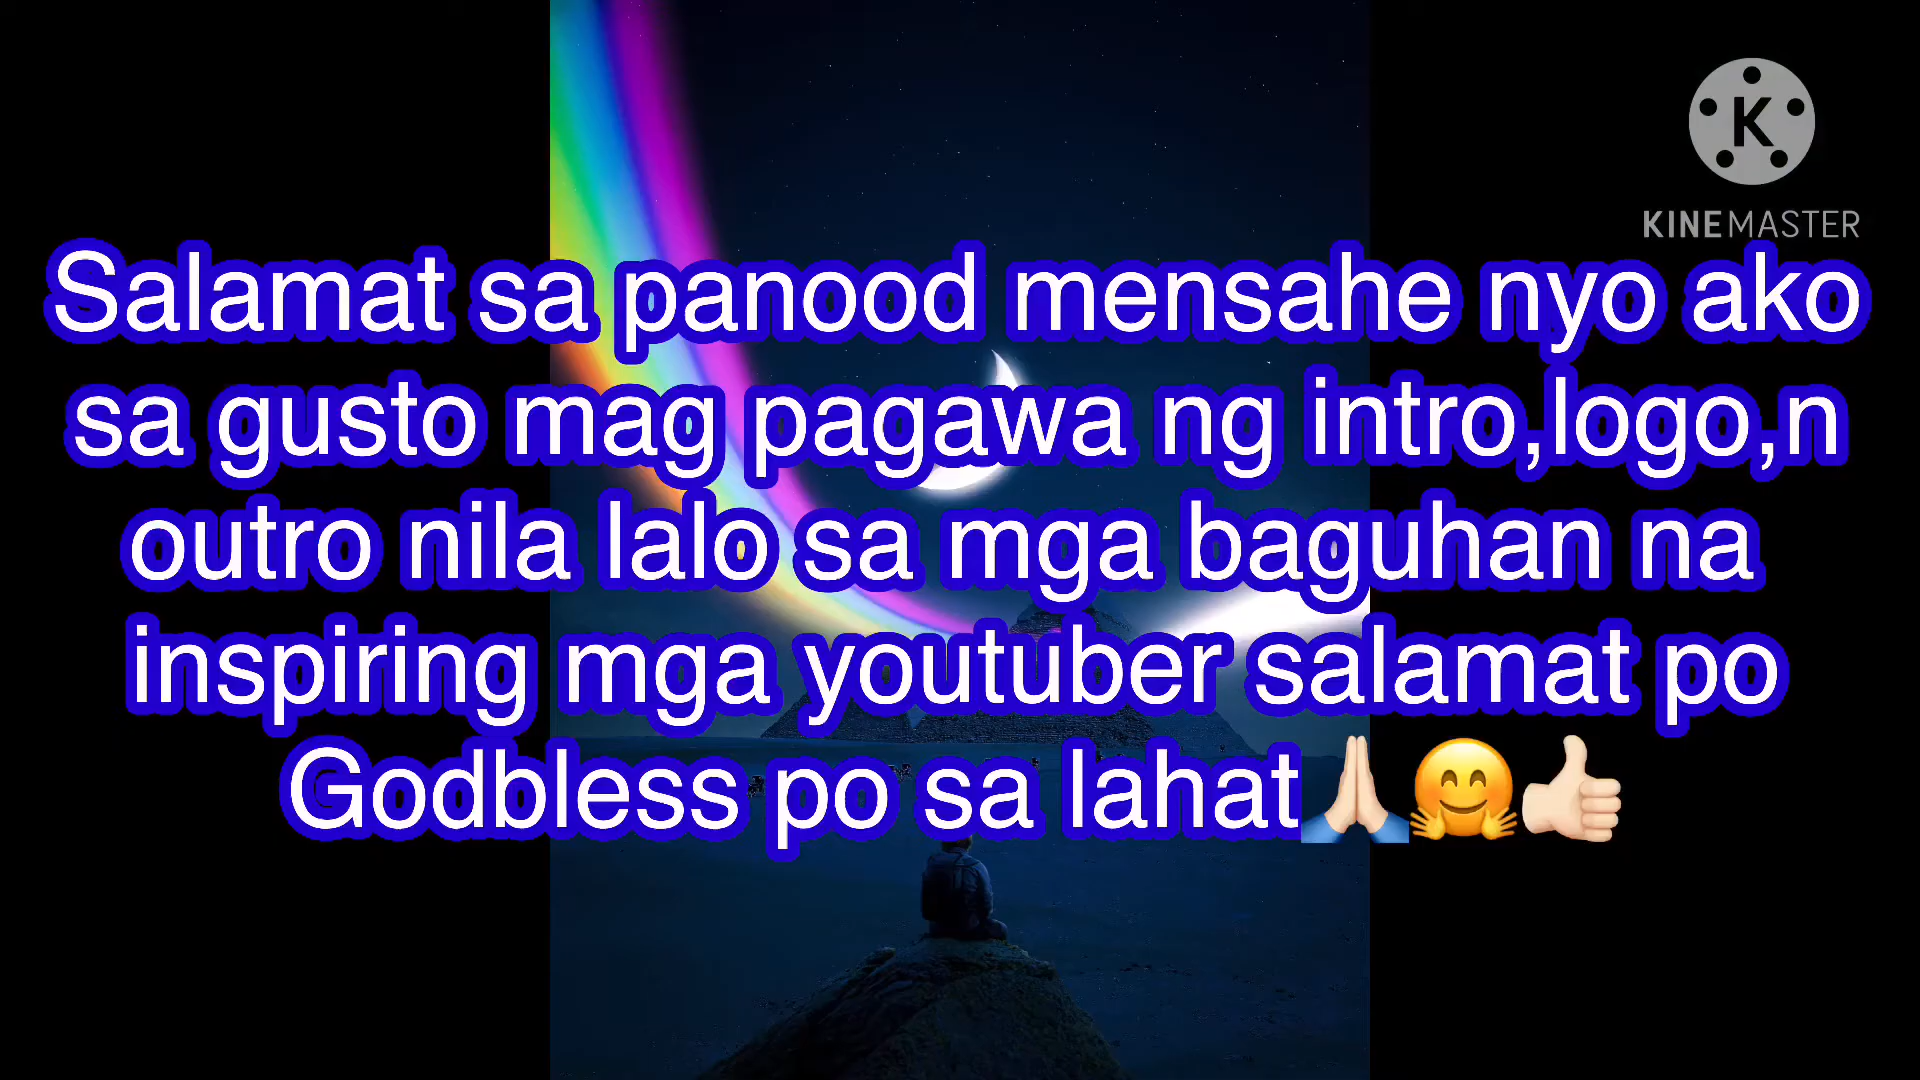 K
KINEMASTER
Salamat sa panood mensahe nyo ako
sa gusto mag pagawa ng intro,logo,n
outro nila lalo sa mga baguhan na
inspiring mga youtuber salamat po
Godbless po sa lahat🙏🏻🤗👍🏻